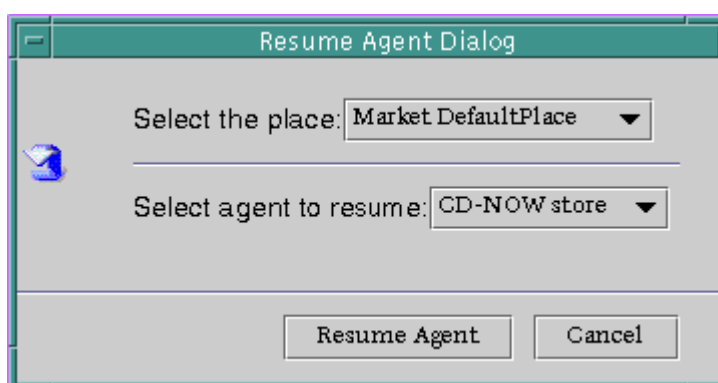 Resume Agent Dialog
Select the place: Market DefaultPlace
Select agent to resume: CD-NOW store
Resume Agent Cancel